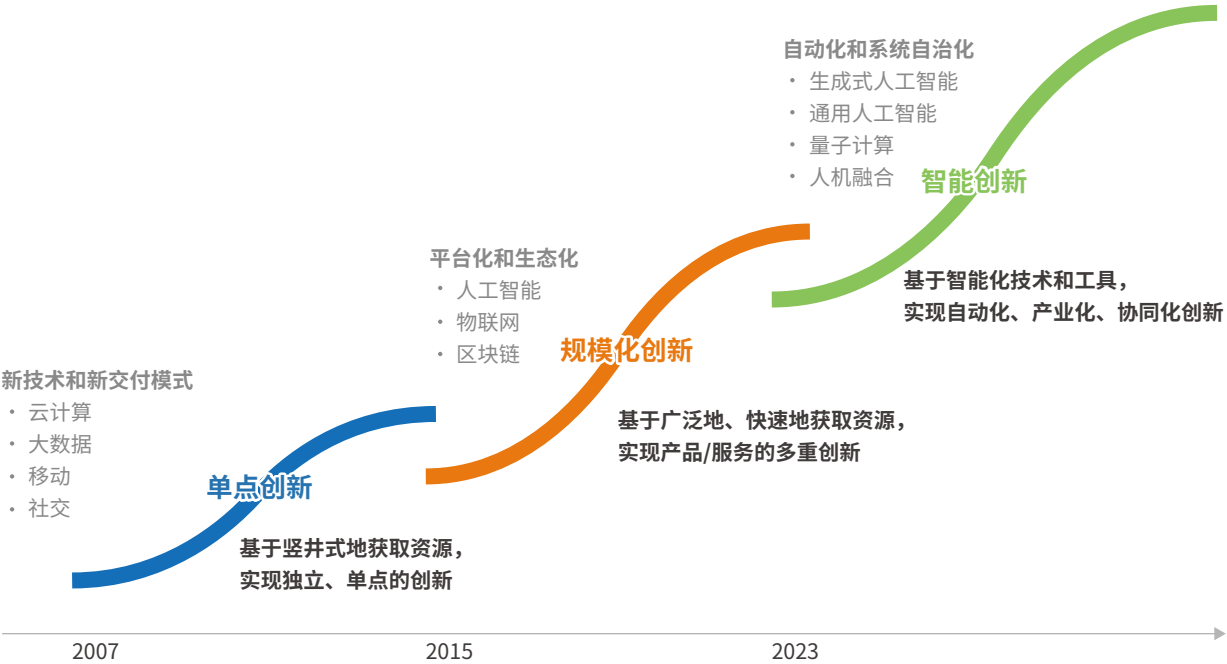 自动化和系统自治化
· 生成式人工智能
· 通用人工智能
· 量子计算
· 人机融合
智能创新
基于智能化技术和工具，
实现自动化、产业化、协同化创新
平台化和生态化
· 人工智能
· 物联网
· 区块链
规模化创新
基于广泛地、快速地获取资源，
实现产品/服务的多重创新
新技术和新交付模式
· 云计算
· 大数据
· 移动
· 社交
单点创新
基于竖井式地获取资源，
实现独立、单点的创新
2007
2015
2023